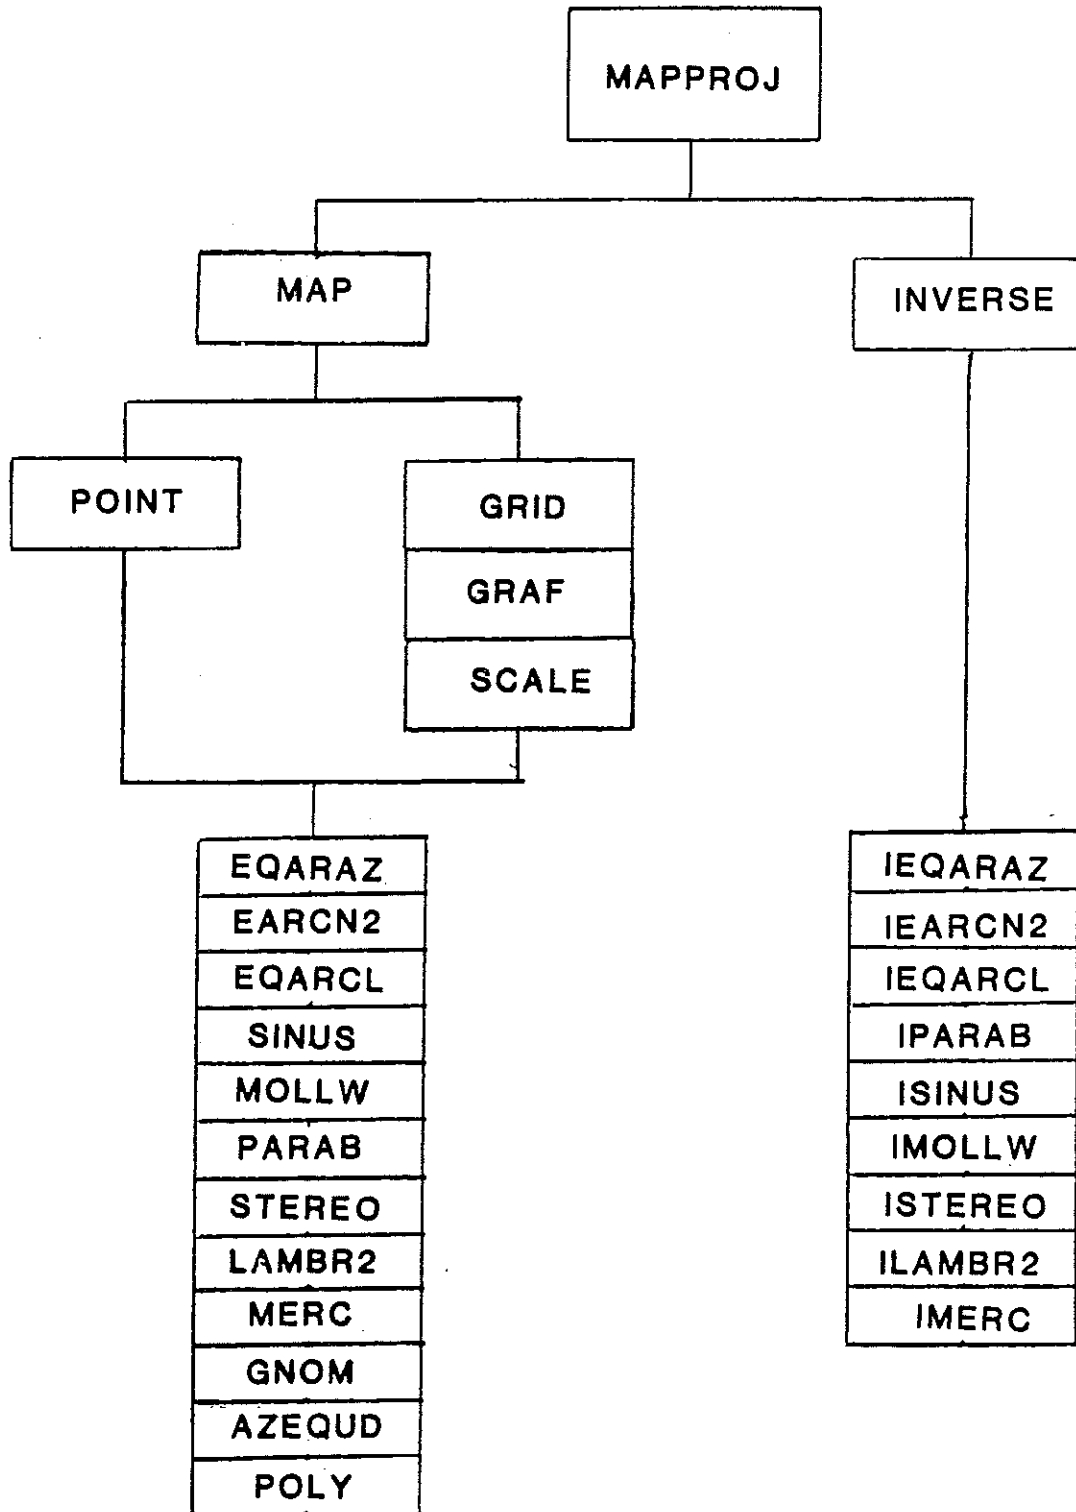 MAPPROJ
MAP
INVERSE
POINT
GRID
GRAF
SCALE
EQARAZ
EARCN2
EQARCL
SINUS
MOLLW
PARAB
STEREO
LAMBR2
MERC
GNOM
AZEQUD
POLY
IEQARAZ
IEARCN2
IEQARCL
IPARAB
ISINUS
IMOLLW
ISTEREO
ILAMBR2
IMERC